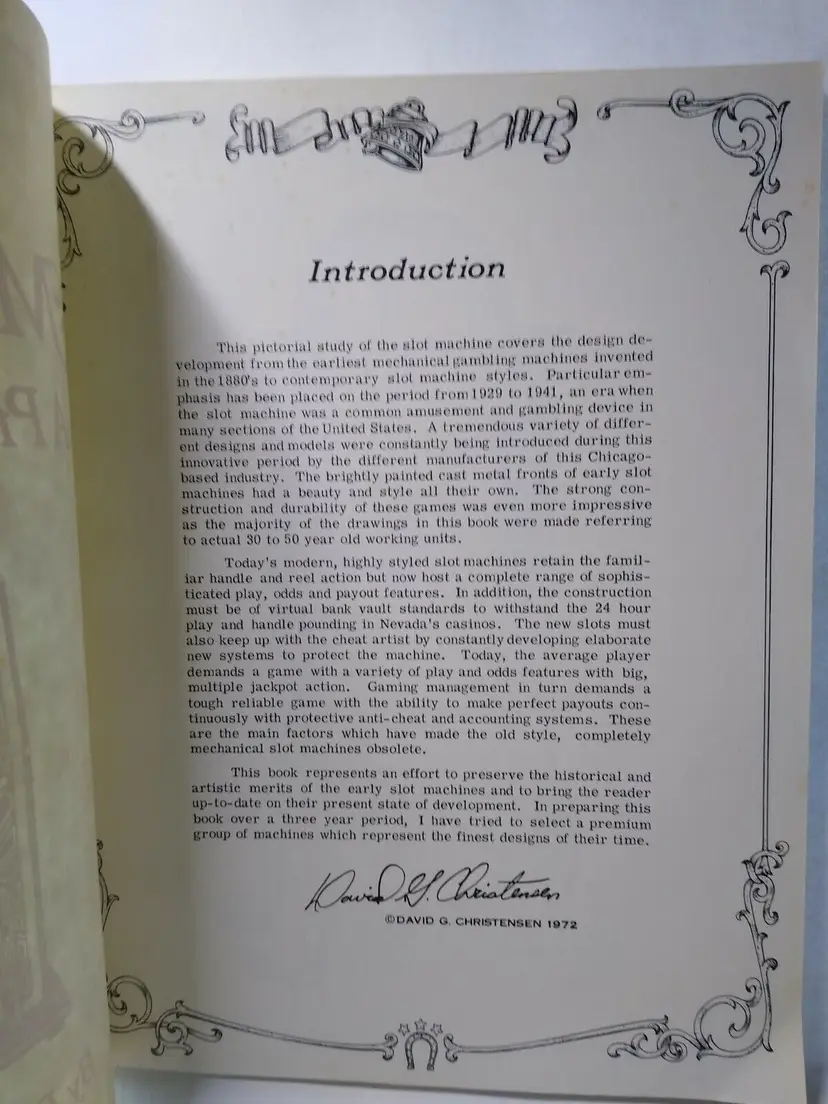 Introduction
This pictorial study of the slot machine covers the design de-
velopment from the earliest mechanical gambling machines invented
in the 1880's to contemporary slot machine styles. Particular em-
phasis has been placed on the period from 1929 to 1941, an era when
the slot machine was a common amusement and gambling device in
many sections of the United States. A tremendous variety of differ-
ent designs and models were constantly being introduced during this
innovative period by the different manufacturers of this Chicago-
based industry. The brightly painted cast metal fronts of early slot
machines had a beauty and style all their own. The strong con-
struction and durability of these games was even more impressive
as the majority of the drawings in this book were made referring
to actual 30 to 50 year old working units.
Today's modern, highly styled slot machines retain the famil-
iar handle and reel action but now host a complete range of sophis-
ticated play, odds and payout features. In addition, the construction
must be of virtual bank vault standards to withstand the 24 hour
play and handle pounding in Nevada's casinos. The new slots must
also keep up with the cheat artist by constantly developing elaborate
new systems to protect the machine. Today, the average player
demands a game with a variety of play and odds features with big,
multiple jackpot action. Gaming management in turn demands a
tough reliable game with the ability to make perfect payouts con-
tinuously with protective anti-cheat and accounting systems. These
are the main factors which have made the old style, completely
mechanical slot machines obsolete.
This book represents an effort to preserve the historical and
artistic merits of the early slot machines and to bring the reader
up-to-date on their present state of development. In preparing this
book over a three year period, I have tried to select a premium
group of machines which represent the finest designs of their time.
David G. Christensen
©DAVID G. CHRISTENSEN 1972